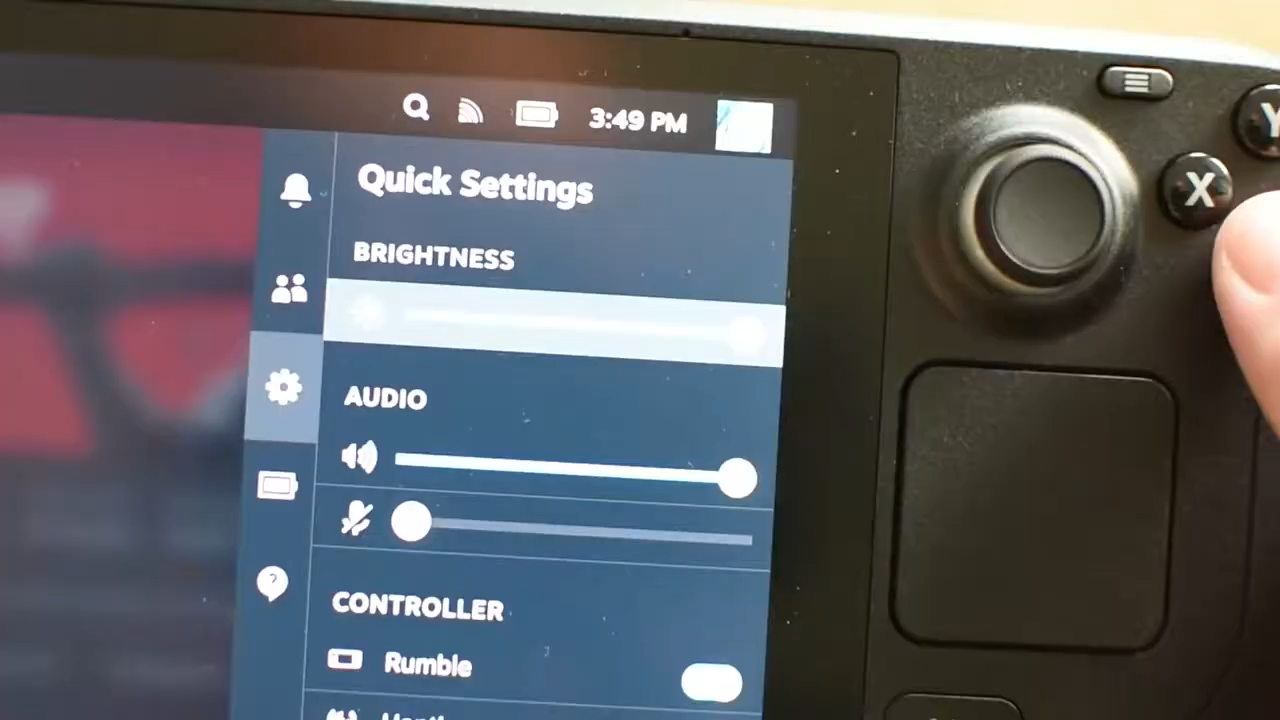 3:49 PM
Quick Settings
BRIGHTNESS
AUDIO
CONTROLLER
Rumble
Y
X